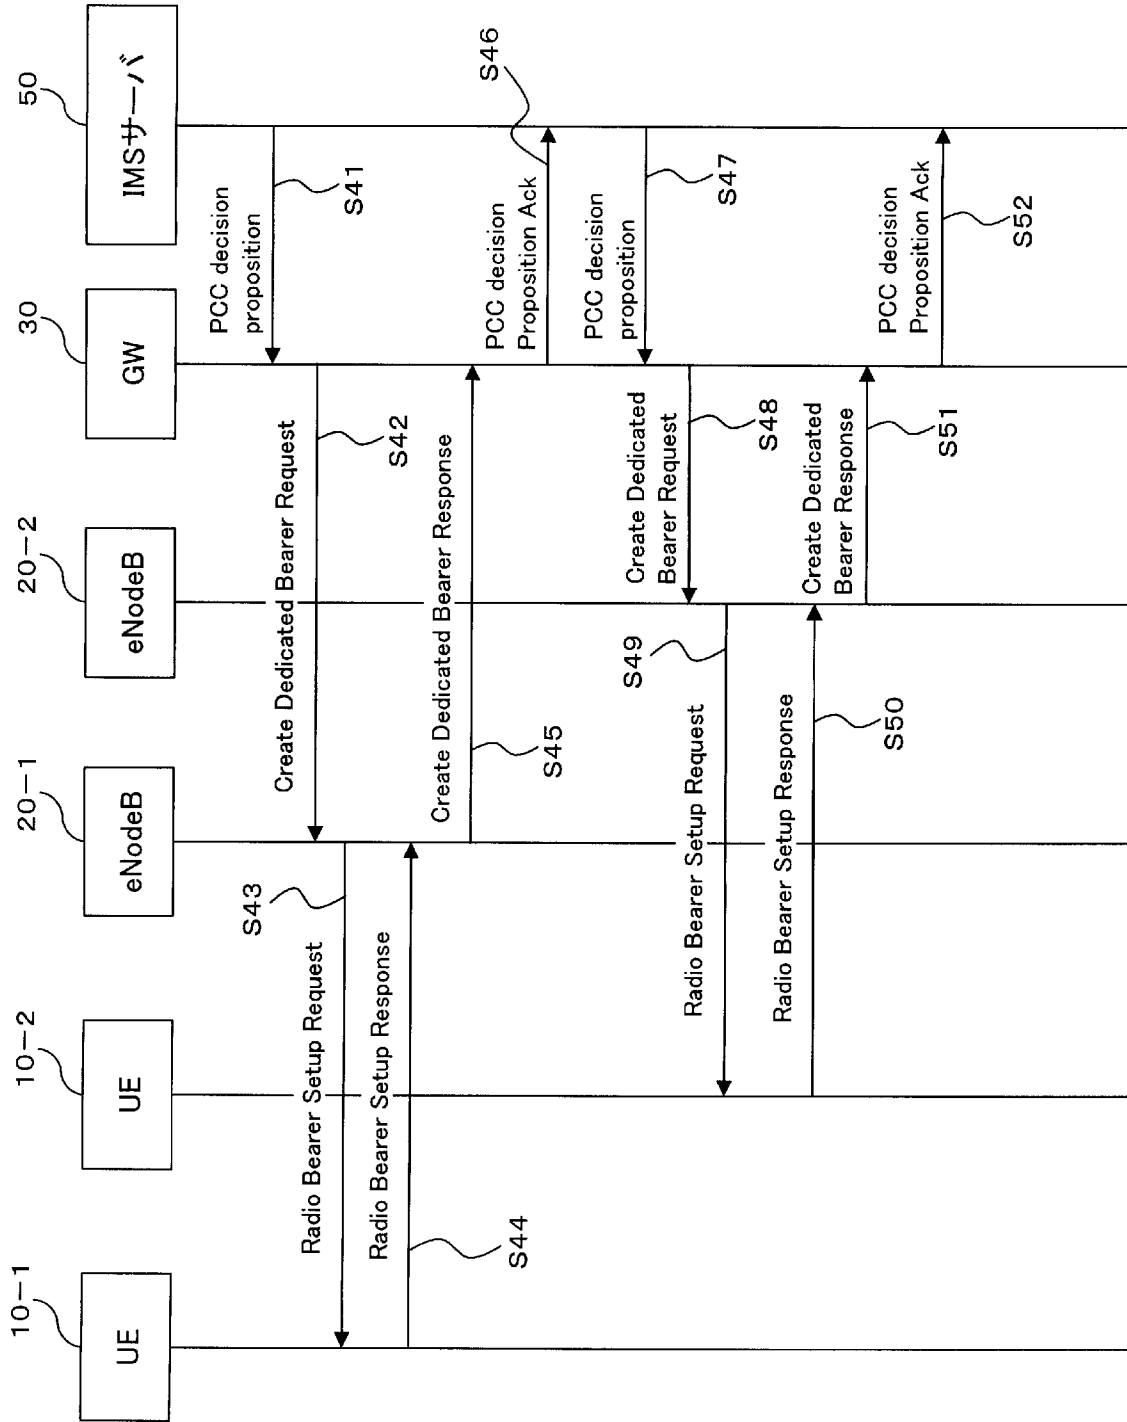 10-1
10-2
20-1
20-2
30
50
UE
UE
eNodeB
eNodeB
GW
IMSサーバ
PCC decision
proposition
S41
Create Dedicated Bearer Request
S42
S43
Radio Bearer Setup Request
Radio Bearer Setup Response
S44
Create Dedicated Bearer Response
S45
S46
PCC decision
Proposition Ack
PCC decision
proposition
S47
Create Dedicated
Bearer Request
S48
S49
Radio Bearer Setup Request
Radio Bearer Setup Response
S50
Create Dedicated
Bearer Response
S51
PCC decision
Proposition Ack
S52